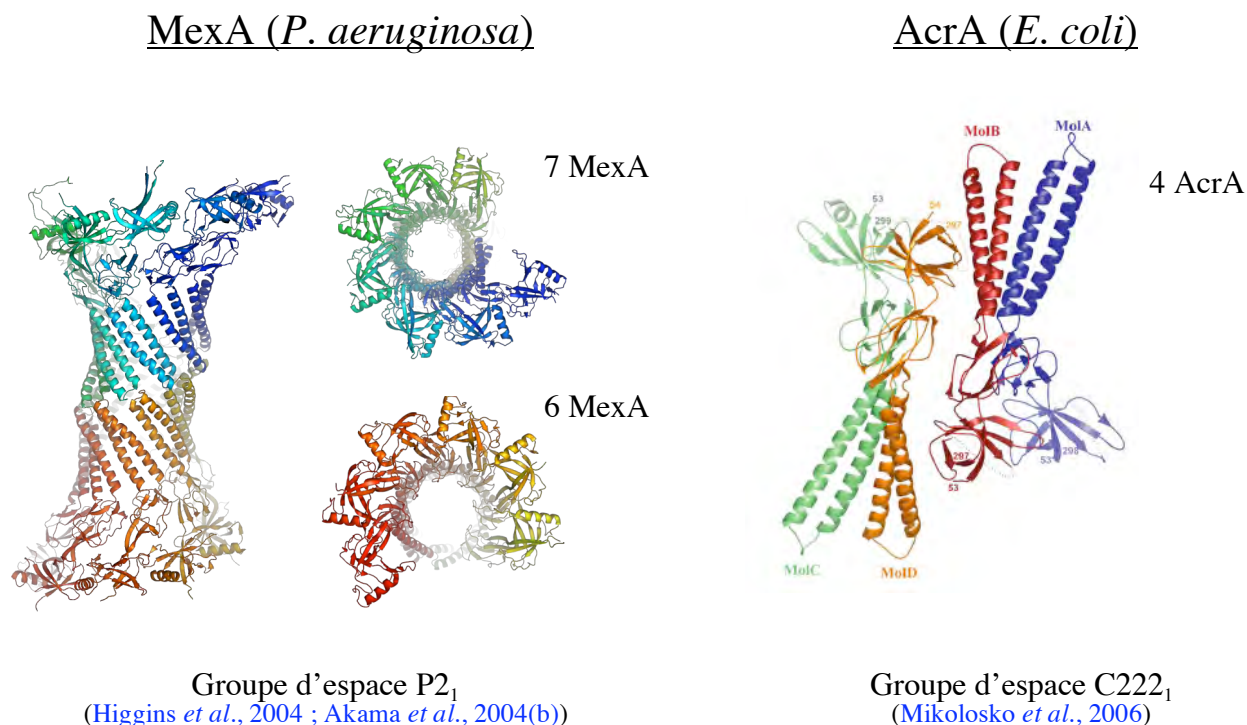 MexA (P. aeruginosa)
AcrA (E. coli)
7 MexA
6 MexA
MolB
MolA
4 AcrA
53
299
54
297
297
53
53
298
MolC
MolD
Groupe d'espace P2₁
(Higgins et al., 2004 ; Akama et al., 2004(b))
Groupe d'espace C222₁
(Mikolosko et al., 2006)